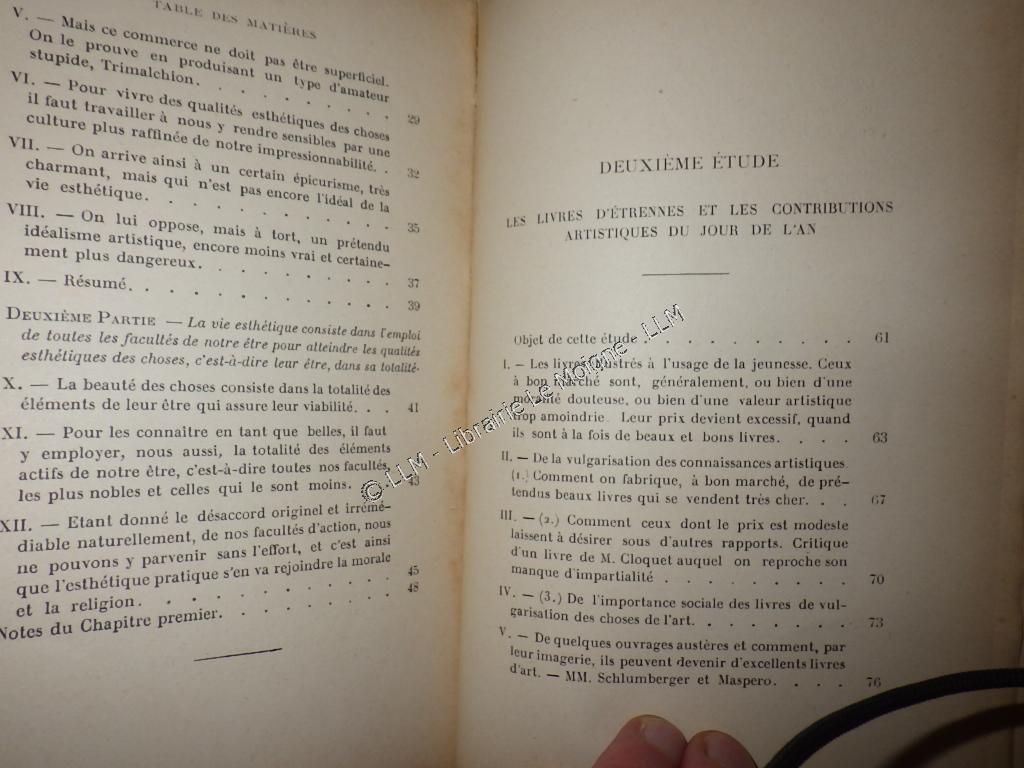 TABLE DES MATIÈRES
V. — Mais ce commerce ne doit pas être superficiel.
On le prouve en produisant un type d'amateur
stupide, Trimalchion. . . . . . . . 29
VI. — Pour vivre des qualités esthétiques des choses
il faut travailler à nous y rendre sensibles par une
culture plus raffinée de notre impressionnabilité. . 32
VII. — On arrive ainsi à un certain épicurisme, très
charmant, mais qui n'est pas encore l'idéal de la
vie esthétique. . . . . . . . . . 35
VIII. — On lui oppose, mais à tort, un prétendu
idéalisme artistique, encore moins vrai et certaine-
ment plus dangereux. . . . . . . . 37
IX. — Résumé. . . . . . . . . . . 39
DEUXIÈME PARTIE — La vie esthétique consiste dans l'emploi
de toutes les facultés de notre être pour atteindre les qualités
esthétiques des choses, c'est-à-dire leur être, dans sa totalité.
X. — La beauté des choses consiste dans la totalité des
éléments de leur être qui assure leur viabilité. . . 41
XI. — Pour les connaître en tant que belles, il faut
y employer, nous aussi, la totalité des éléments
actifs de notre être, c'est-à-dire toutes nos facultés,
les plus nobles et celles qui le sont moins. .
XII. — Etant donné le désaccord originel et irrémé-
diable naturellement, de nos facultés d'action, nous
ne pouvons y parvenir sans l'effort, et c'est ainsi
que l'esthétique pratique s'en va rejoindre la morale
et la religion. . . . . . . . . . 45
Notes du Chapitre premier. . . . . . . 48
DEUXIÈME ÉTUDE
LES LIVRES D'ÉTRENNES ET LES CONTRIBUTIONS
ARTISTIQUES DU JOUR DE L'AN
Objet de cette étude . . . . . . . . 61
I. — Les livres illustrés à l'usage de la jeunesse. Ceux
à bon marché sont, généralement, ou bien d'une
moralité douteuse, ou bien d'une valeur artistique
trop amoindrie. Leur prix devient excessif, quand
ils sont à la fois de beaux et bons livres. . . . 63
II. — De la vulgarisation des connaissances artistiques.
(1.) Comment on fabrique, à bon marché, de pré-
tendus beaux livres qui se vendent très cher. . . 67
III. — (2.) Comment ceux dont le prix est modeste
laissent à désirer sous d'autres rapports. Critique
d'un livre de M. Cloquet auquel on reproche son
manque d'impartialité . . . . . . . . 70
IV. — (3.) De l'importance sociale des livres de vul-
garisation des choses de l'art. . . . . . . 73
V. — De quelques ouvrages austères et comment, par
leur imagerie, ils peuvent devenir d'excellents livres
d'art. — MM. Schlumberger et Maspero. . . . 76
© LLM - Librairie Le Moigne .LLM